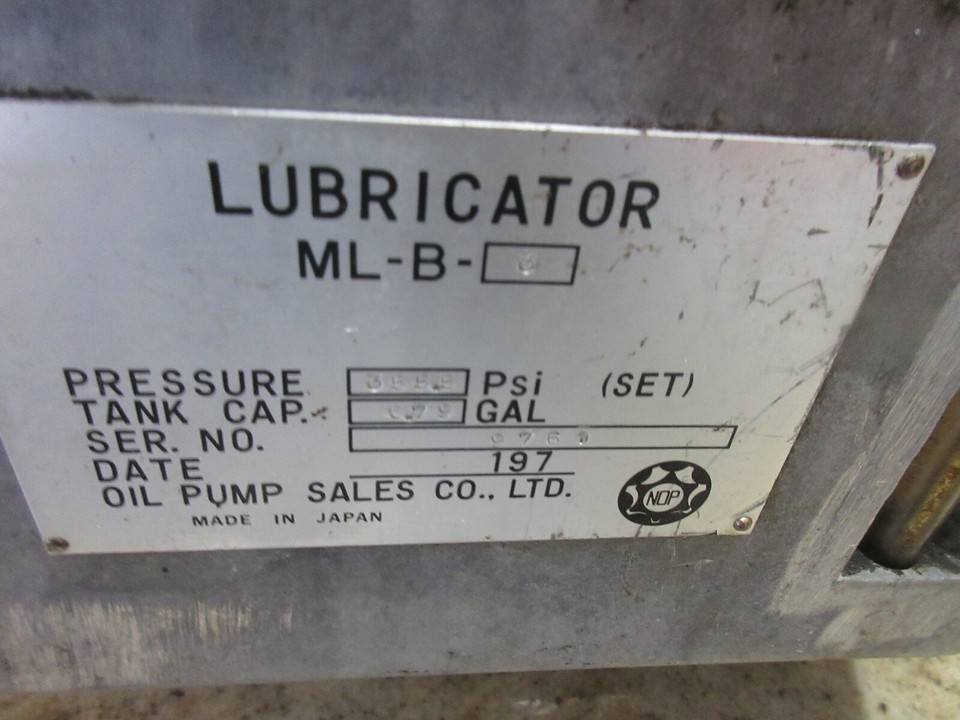 LUBRICATOR
ML-B-
PRESSURE Psi (SET)
TANK CAP. GAL
SER. NO.
DATE 197
OIL PUMP SALES CO., LTD.
NOP
MADE IN JAPAN